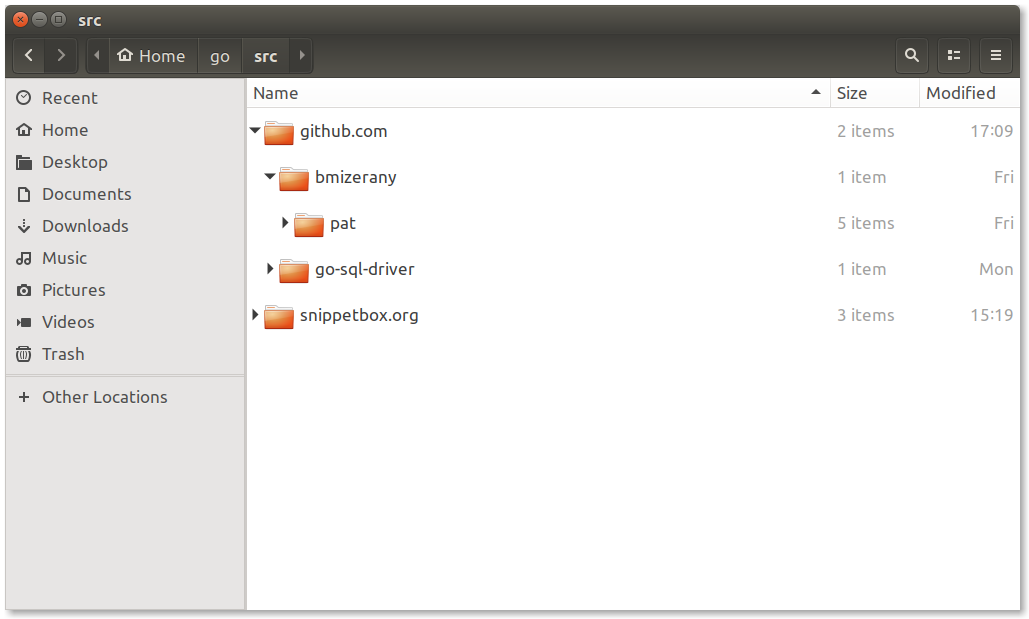 src
Home go src
Recent
Home
Desktop
Documents
Downloads
Music
Pictures
Videos
Trash
Other Locations
Name Size Modified
github.com 2 items 17:09
bmizerany 1 item Fri
pat 5 items Fri
go-sql-driver 1 item Mon
snippetbox.org 3 items 15:19